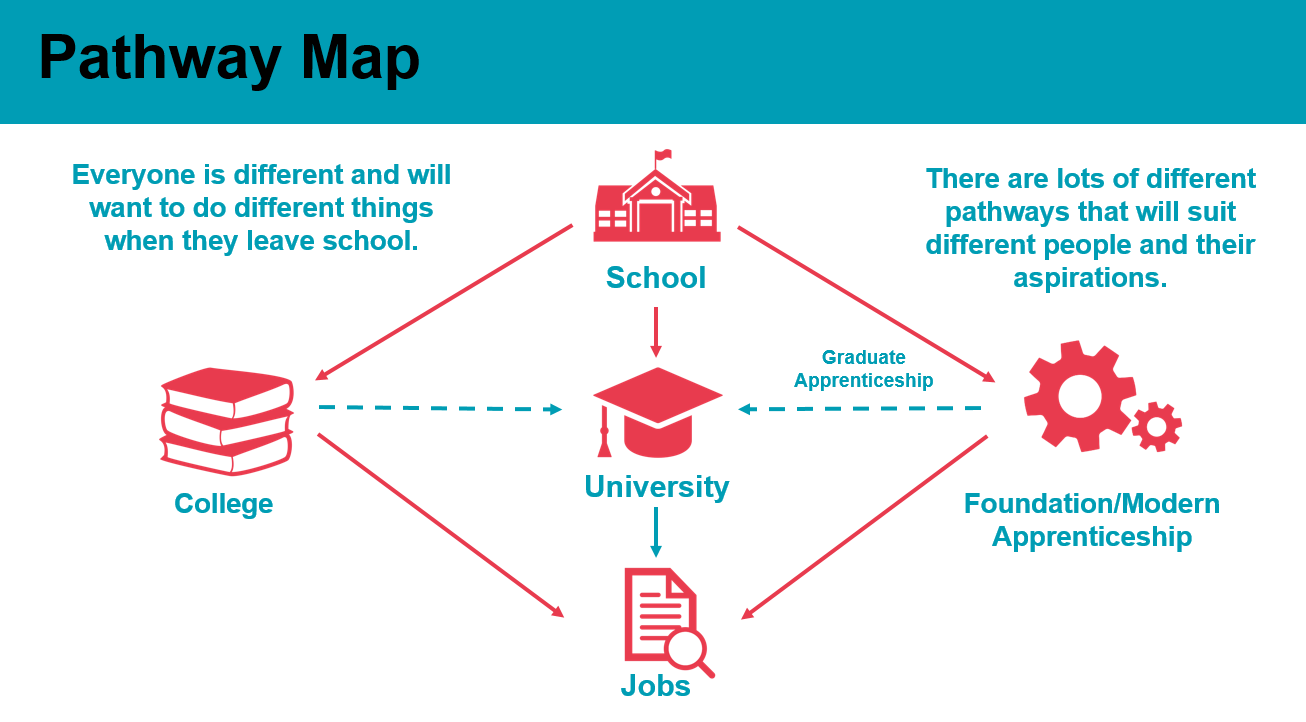 Pathway Map
Everyone is different and will
want to do different things
when they leave school.
There are lots of different
pathways that will suit
different people and their
aspirations.
School
Graduate
Apprenticeship
College
University
Foundation/Modern
Apprenticeship
Jobs